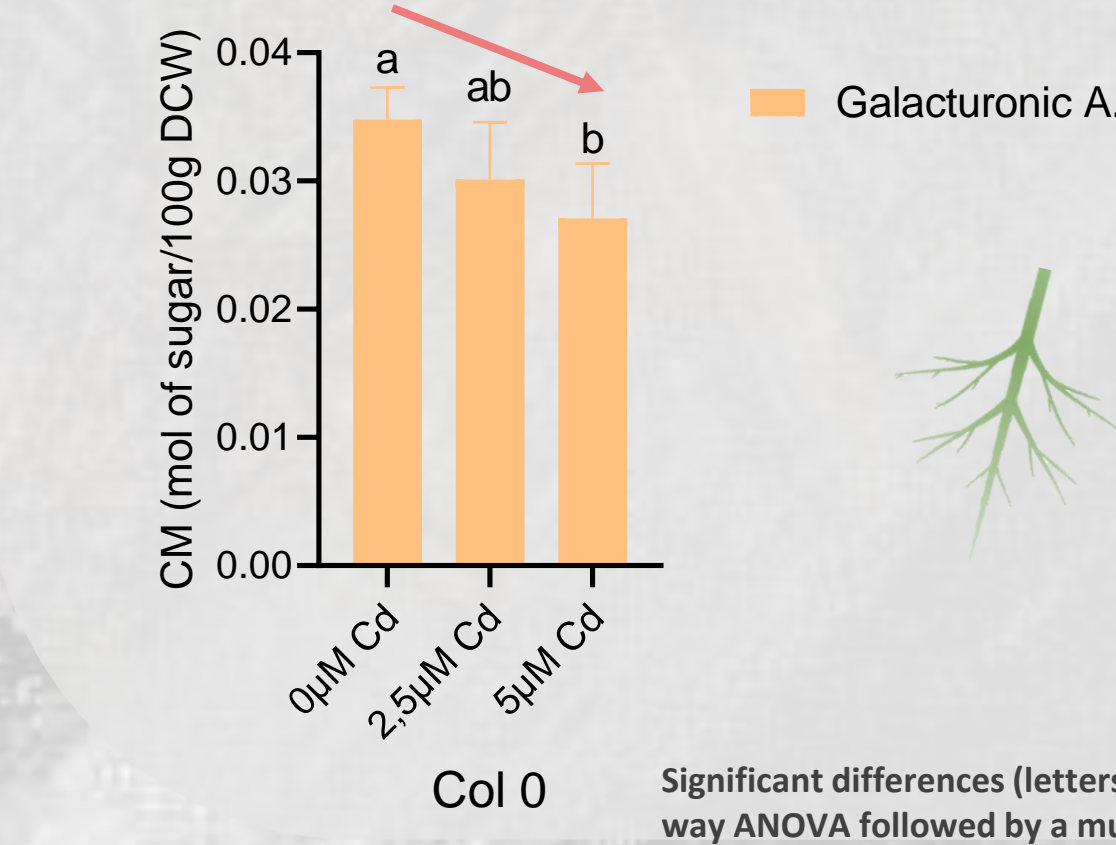 CM (mol of sugar/100g DCW)
0.04
0.03
0.02
0.01
0.00
a
ab
b
Galacturonic A.
0µM Cd
2,5µM Cd
5µM Cd
Col 0
Significant differences (letters
way ANOVA followed by a mu